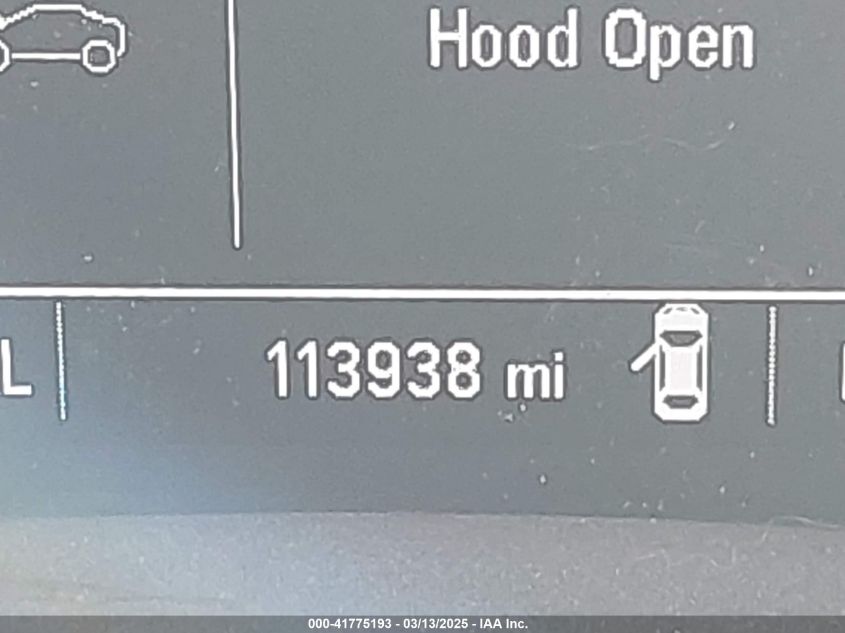 Hood Open
L
113938 mi
000-41775193 - 03/13/2025 - IAA Inc.